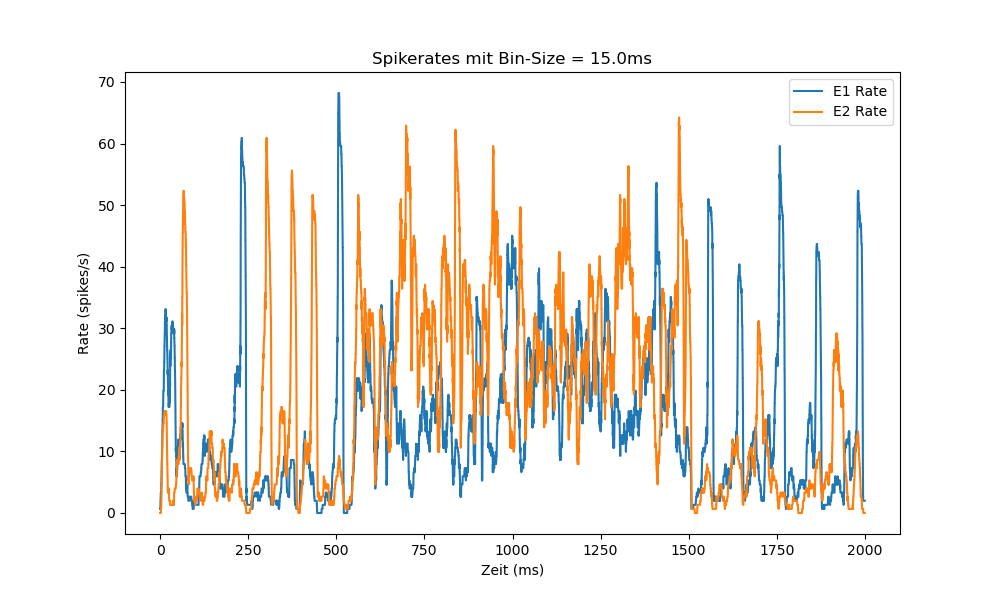 Spikerates mit Bin-Size = 15.0ms
E1 Rate
E2 Rate
70
60
50
40
30
20
10
0
Rate (spikes/s)
0 250 500 750 1000 1250 1500 1750 2000
Zeit (ms)